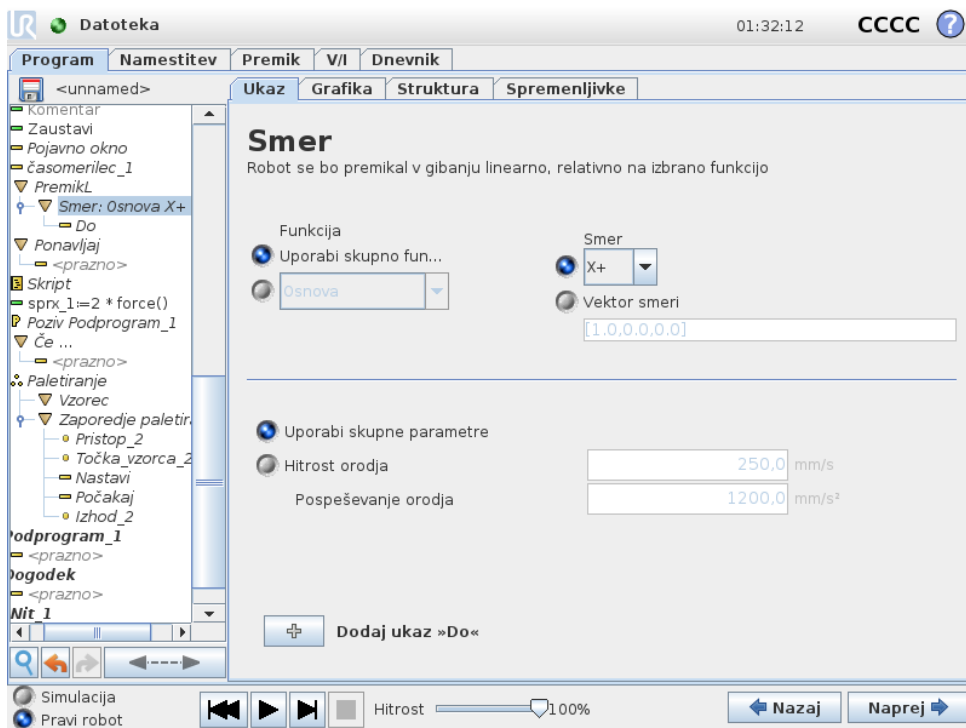 UR Datoteka 01:32:12 CCCC ?
Program Namestitev Premik V/I Dnevnik
<unnamed> Ukaz Grafika Struktura Spremenljivke
Komentar
Zaustavi
Pojavno okno
časomerilec_1
PremikL
Smer: Osnova X+
Do
Ponavljaj
<prazno>
Skript
sprx_1:=2 * force()
Poziv Podprogram_1
Če ...
<prazno>
Paletiranje
Vzorec
Zaporedje paletir
Pristop_2
Točka_vzorca_2
Nastavi
Počakaj
Izhod_2
Podprogram_1
<prazno>
Dogodek
<prazno>
Nit_1
Smer
Robot se bo premikal v gibanju linearno, relativno na izbrano funkcijo
Funkcija
Uporabi skupno fun...
Osnova
Smer
X+
Vektor smeri
[1.0,0.0,0.0]
Uporabi skupne parametre
Hitrost orodja 250,0 mm/s
Pospeševanje orodja 1200,0 mm/s²
Dodaj ukaz »Do«
Simulacija
Pravi robot
Hitrost 100%
Nazaj Naprej